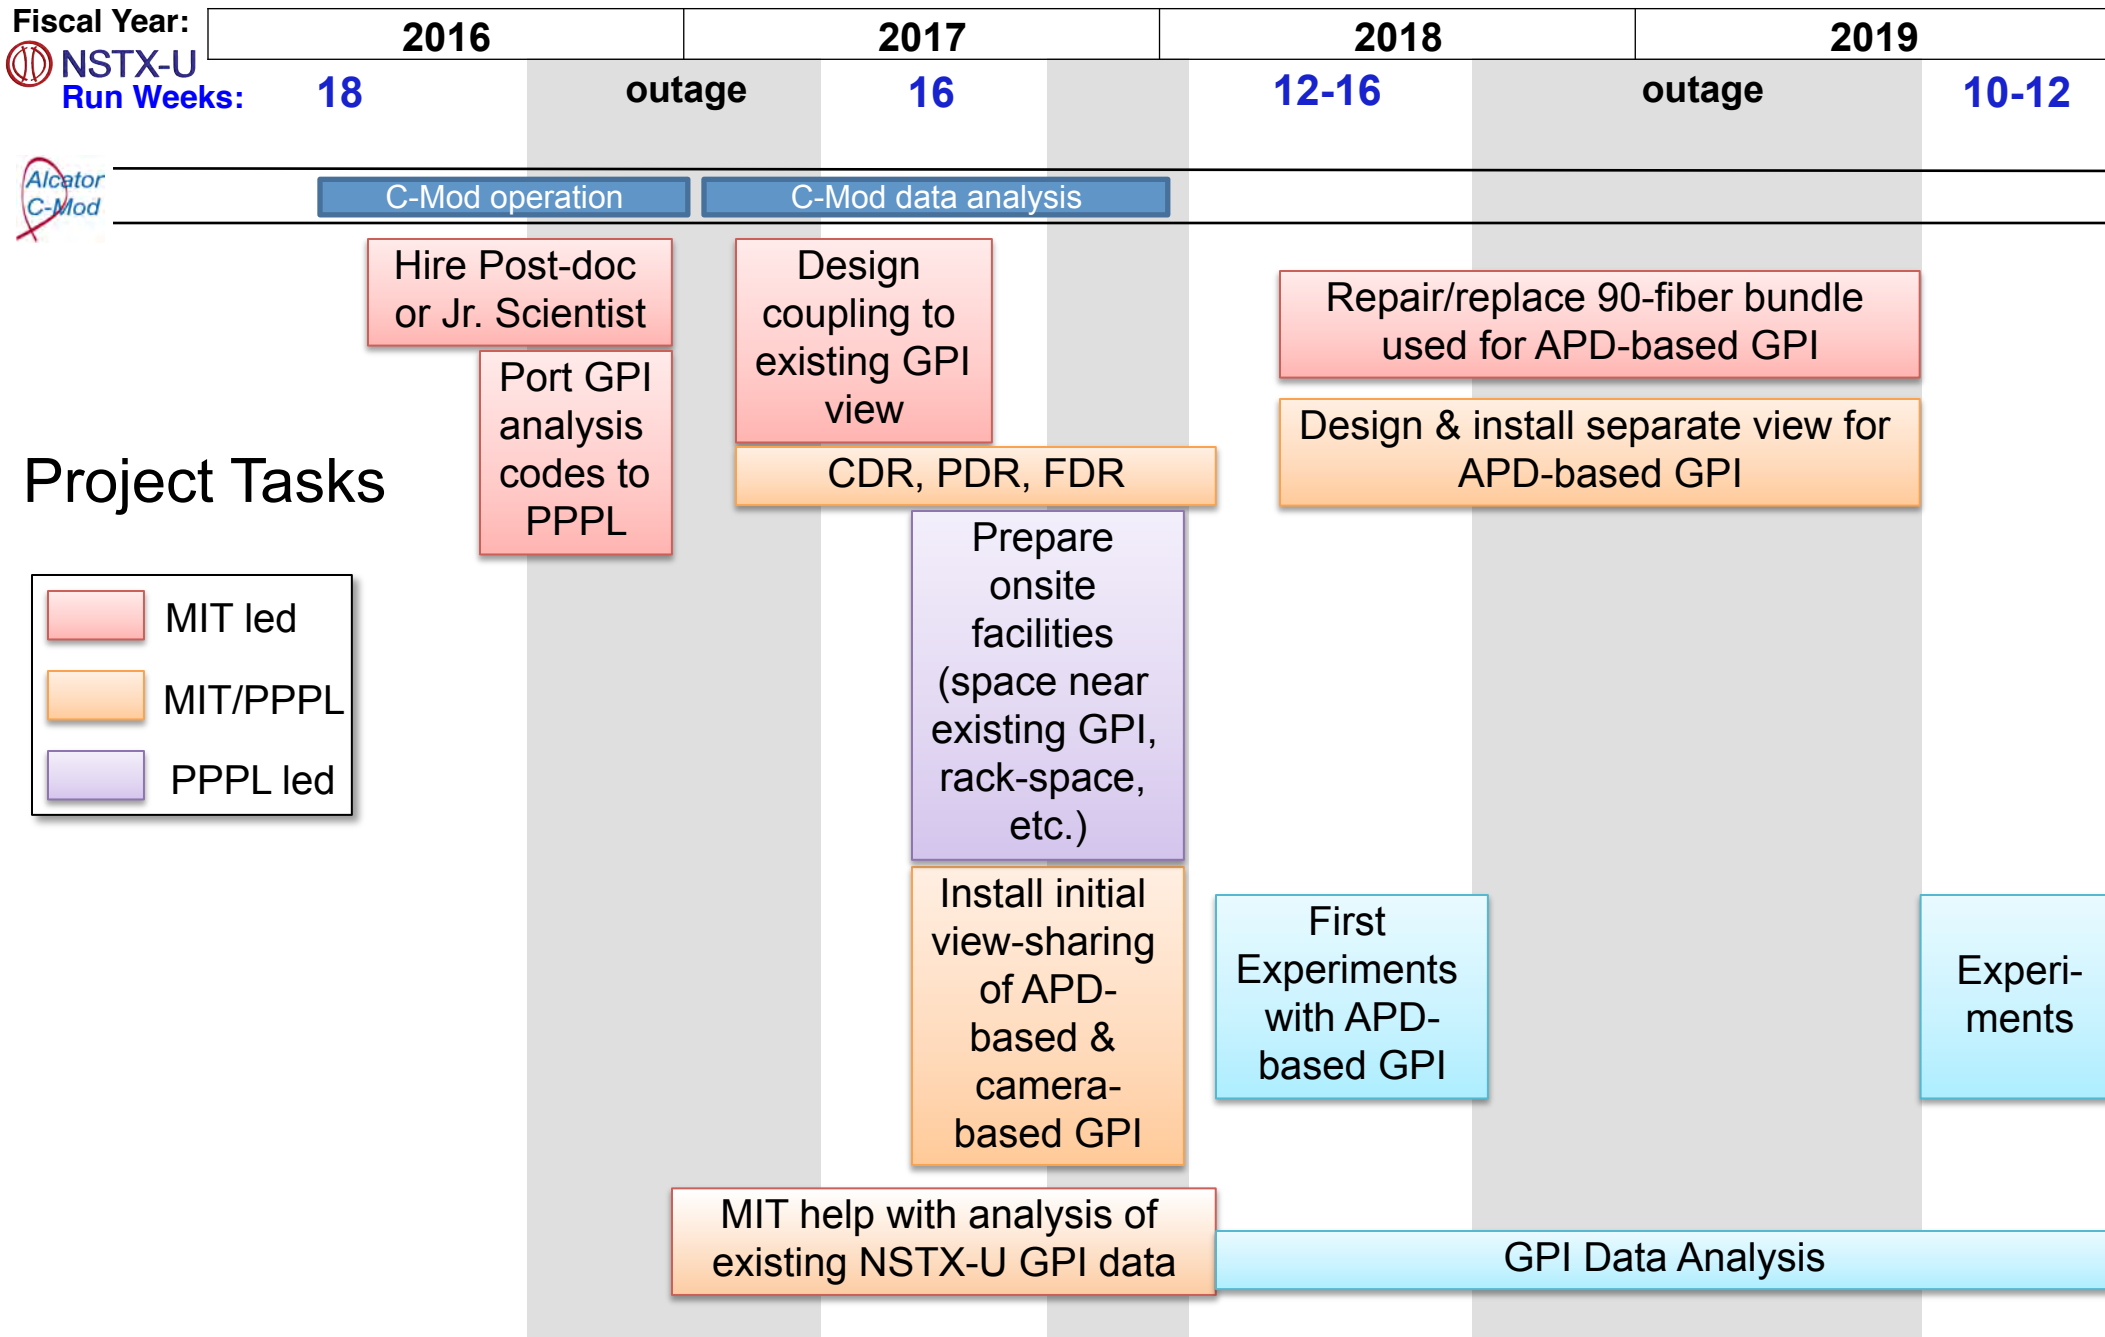 Fiscal Year:
2016
2017
2018
2019
NSTX-U
Run Weeks:
18
outage
16
12-16
outage
10-12
Alcator
C-Mod
C-Mod operation
C-Mod data analysis
Hire Post-doc
or Jr. Scientist
Port GPI
analysis
codes to
PPPL
Design
coupling to
existing GPI
view
CDR, PDR, FDR
Repair/replace 90-fiber bundle
used for APD-based GPI
Design & install separate view for
APD-based GPI
Project Tasks
MIT led
MIT/PPPL
PPPL led
Prepare
onsite
facilities
(space near
existing GPI,
rack-space,
etc.)
Install initial
view-sharing
of APD-
based &
camera-
based GPI
First
Experiments
with APD-
based GPI
Experi-
ments
MIT help with analysis of
existing NSTX-U GPI data
GPI Data Analysis